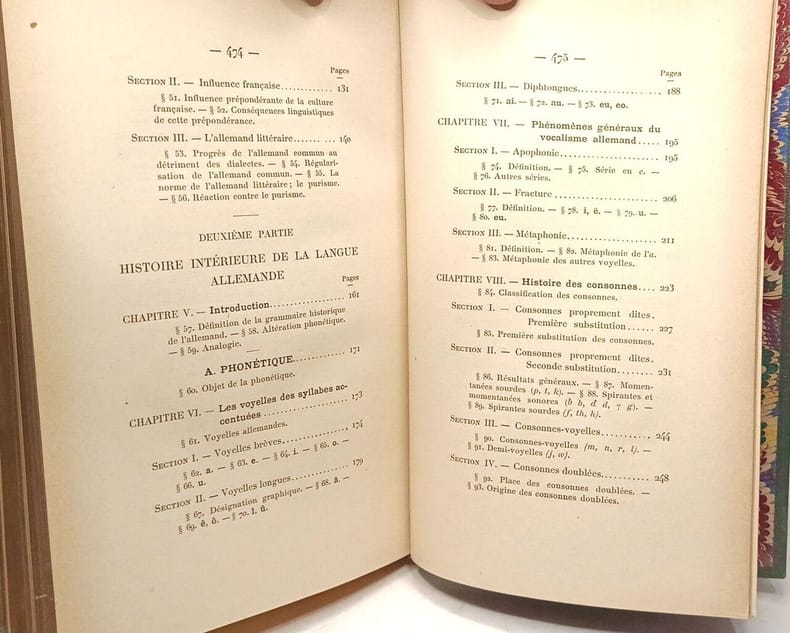 — 474 —
Pages
SECTION II. — Influence française............ 131
§ 51. Influence prépondérante de la culture
française. — § 52. Conséquences linguistiques
de cette prépondérance.
SECTION III. — L'allemand littéraire....... ... 140
§ 53. Progrès de l'allemand commun au
détriment des dialectes. — § 54. Régulari-
sation de l'allemand commun. — § 55. La
norme de l'allemand littéraire; le purisme.
— § 56. Réaction contre le purisme.
DEUXIÈME PARTIE
HISTOIRE INTÉRIEURE DE LA LANGUE
ALLEMANDE
Pages
CHAPITRE V. — Introduction.................. 161
§ 57. Définition de la grammaire historique
de l'allemand. — § 58. Altération phonétique.
— § 59. Analogie.
A. PHONÉTIQUE............. 171
§ 60. Objet de la phonétique.
CHAPITRE VI. — Les voyelles des syllabes ac-
centuées.................... 173
§ 61. Voyelles allemandes.
SECTION I. — Voyelles brèves................ 174
§ 62. a. — § 63. e. — § 64. i. — § 65. o. —
§ 66. u.
SECTION II. — Voyelles longues.............. 179
§ 67. Désignation graphique. — § 68. â. —
§ 69. ê, ô. — § 70. î, û.
— 475 —
Pages
SECTION III. — Diphtongues.................. 188
§ 71. ai. — § 72. au. — § 73. eu, eo.
CHAPITRE VII. — Phénomènes généraux du
vocalisme allemand..... 195
SECTION I. — Apophonie...................... 195
§ 74. Définition. — § 75. Série en e. —
§ 76. Autres séries.
SECTION II. — Fracture...................... 206
§ 77. Définition. — § 78. i, ë. — § 79. u. —
§ 80. eu.
SECTION III. — Métaphonie................... 211
§ 81. Définition. — § 82. Métaphonie de l'a.
— § 83. Métaphonie des autres voyelles.
CHAPITRE VIII. — Histoire des consonnes.... 223
§ 84. Classification des consonnes.
SECTION I. — Consonnes proprement dites.
Première substitution...... 227
§ 85. Première substitution des consonnes.
SECTION II. — Consonnes proprement dites.
Seconde substitution........ 231
§ 86. Résultats généraux. — § 87. Momen-
tanées sourdes (p, t, k). — § 88. Spirantes et
momentanées sonores (ƀ b, đ d, γ g). —
§ 89. Spirantes sourdes (f, th, h).
SECTION III. — Consonnes-voyelles........... 244
§ 90. Consonnes-voyelles (m, n, r, l). —
§ 91. Demi-voyelles (j, w).
SECTION IV. — Consonnes doublées............ 248
§ 92. Place des consonnes doublées. —
§ 93. Origine des consonnes doublées.